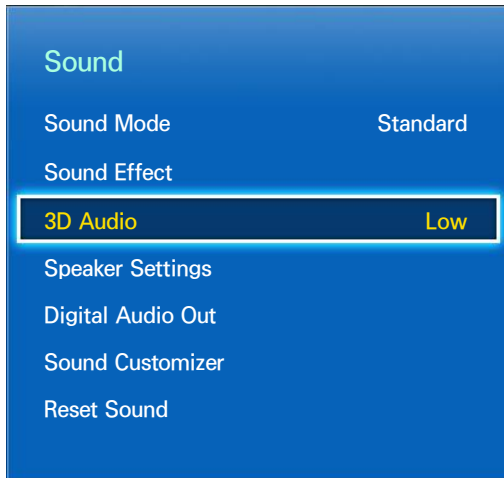 Sound
Sound Mode Standard
Sound Effect
3D Audio Low
Speaker Settings
Digital Audio Out
Sound Customizer
Reset Sound